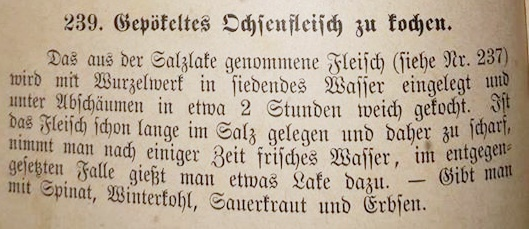 239. Gepökeltes Ochsenfleisch zu kochen.
Das aus der Salzlake genommene Fleisch (siehe Nr. 237)
wird mit Wurzelwerk in siedendes Wasser eingelegt und
unter Abschäumen in etwa 2 Stunden weich gekocht. Ist
das Fleisch schon lange im Salz gelegen und daher zu scharf,
nimmt man nach einiger Zeit frisches Wasser, im entgegen-
gesetzten Falle gießt man etwas Lake dazu. — Gibt man
mit Spinat, Winterkohl, Sauerkraut und Erbsen.